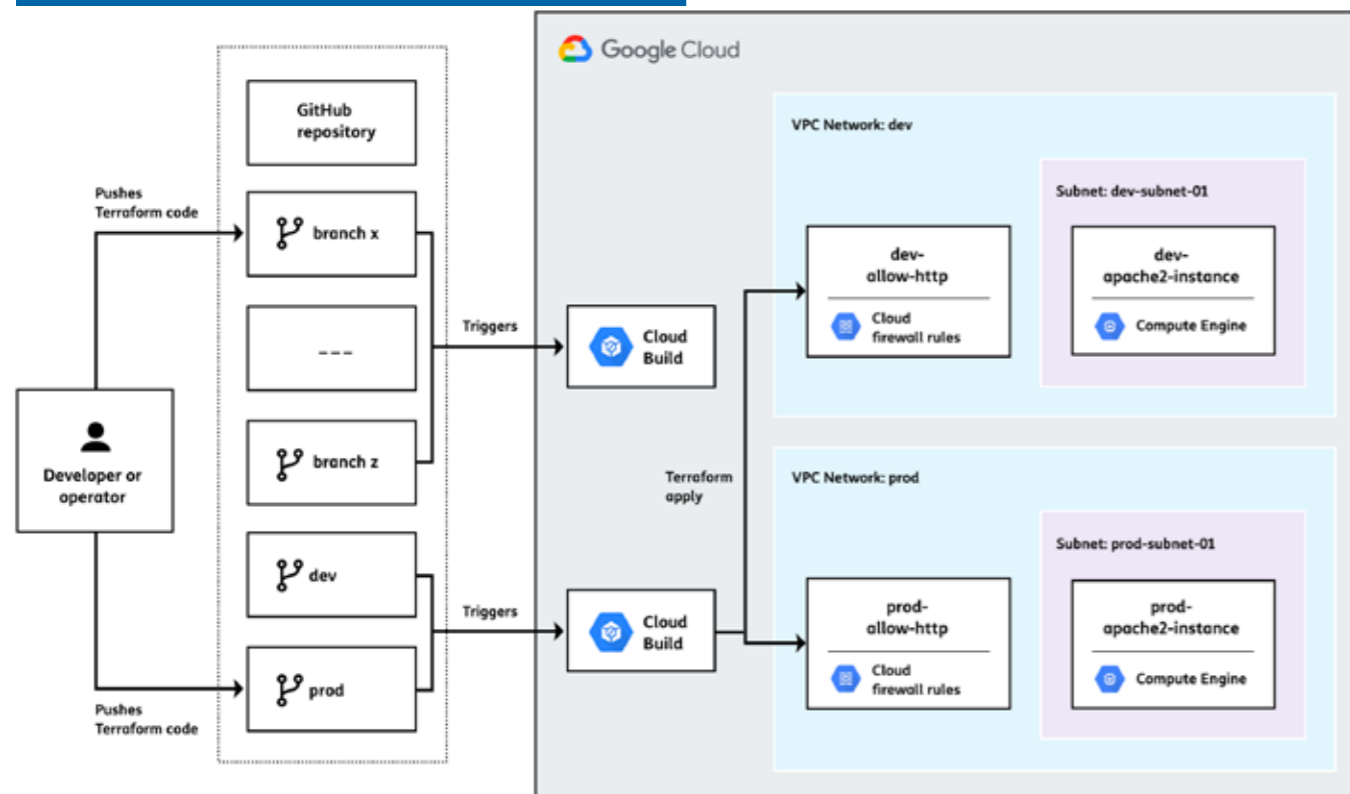 Google Cloud
GitHub
repository
VPC Network: dev
Pushes
Terraform code
Subnet: dev-subnet-01
branch x
dev-
allow-http
Cloud
firewall rules
dev-
apache2-instance
Compute Engine
Triggers
Cloud
Build
---
Developer or
operator
branch z
Terraform
apply
VPC Network: prod
Subnet: prod-subnet-01
dev
Triggers
Cloud
Build
prod-
allow-http
Cloud
firewall rules
prod-
apache2-instance
Compute Engine
prod
Pushes
Terraform code